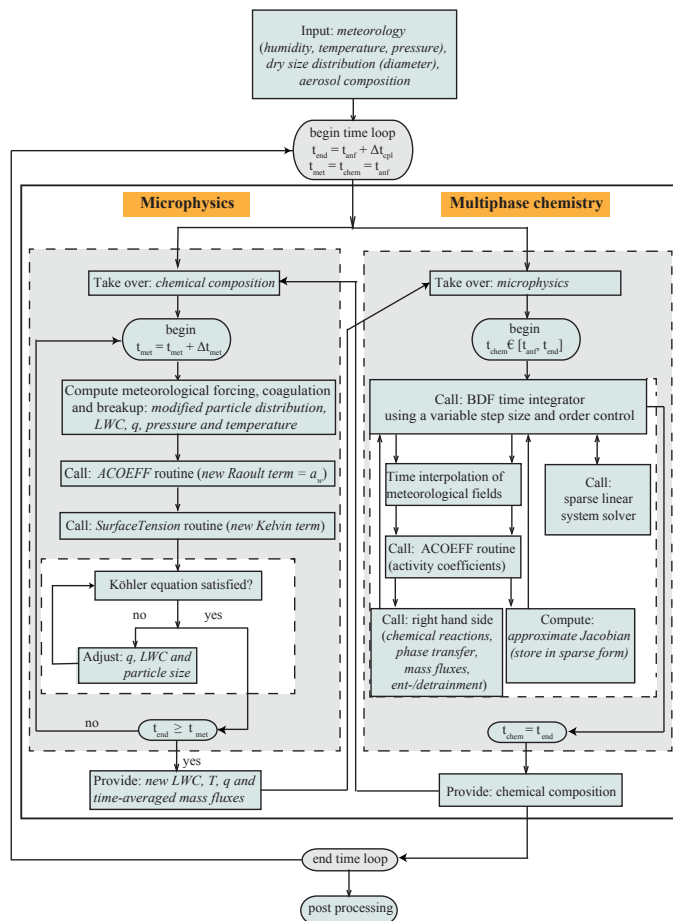 Input: meteorology
(humidity, temperature, pressure),
dry size distribution (diameter),
aerosol composition
begin time loop
t_end = t_anf + Δt_cpl
t_met = t_chem = t_anf
Microphysics
Multiphase chemistry
Take over: chemical composition
Take over: microphysics
begin
t_met = t_met + Δt_met
begin
t_chem € [t_anf, t_end]
Compute meteorological forcing, coagulation
and breakup: modified particle distribution,
LWC, q, pressure and temperature
Call: BDF time integrator
using a variable step size and order control
Call: ACOEFF routine (new Raoult term = a_w)
Time interpolation of
meteorological fields
Call:
sparse linear
system solver
Call: SurfaceTension routine (new Kelvin term)
Call: ACOEFF routine
(activity coefficients)
Köhler equation satisfied?
no
yes
Adjust: q, LWC and
particle size
Call: right hand side
(chemical reactions,
phase transfer,
mass fluxes,
ent-/detrainment)
Compute:
approximate Jacobian
(store in sparse form)
no
t_end ≥ t_met
yes
t_chem = t_end
Provide: new LWC, T, q and
time-averaged mass fluxes
Provide: chemical composition
end time loop
post processing